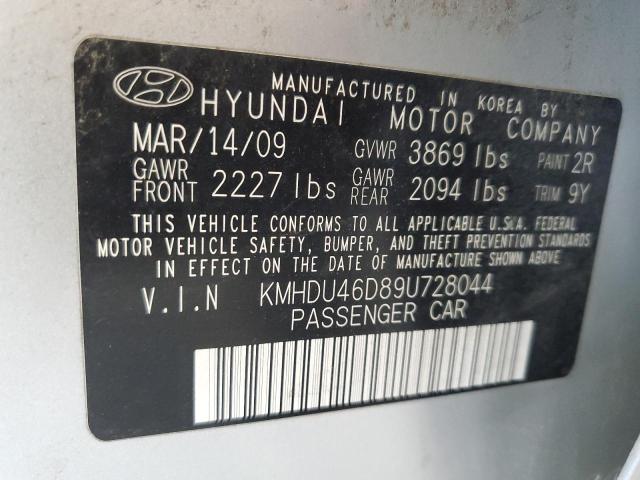 MANUFACTURED IN KOREA BY
HYUNDAI MOTOR COMPANY
MAR/14/09 GVWR 3869 lbs PAINT 2R
GAWR FRONT 2227 lbs GAWR REAR 2094 lbs TRIM 9Y
THIS VEHICLE CONFORMS TO ALL APPLICABLE U.S.A. FEDERAL
MOTOR VEHICLE SAFETY, BUMPER, AND THEFT PREVENTION STANDARDS
IN EFFECT ON THE DATE OF MANUFACTURE SHOWN ABOVE
V.I.N KMHDU46D89U728044
PASSENGER CAR